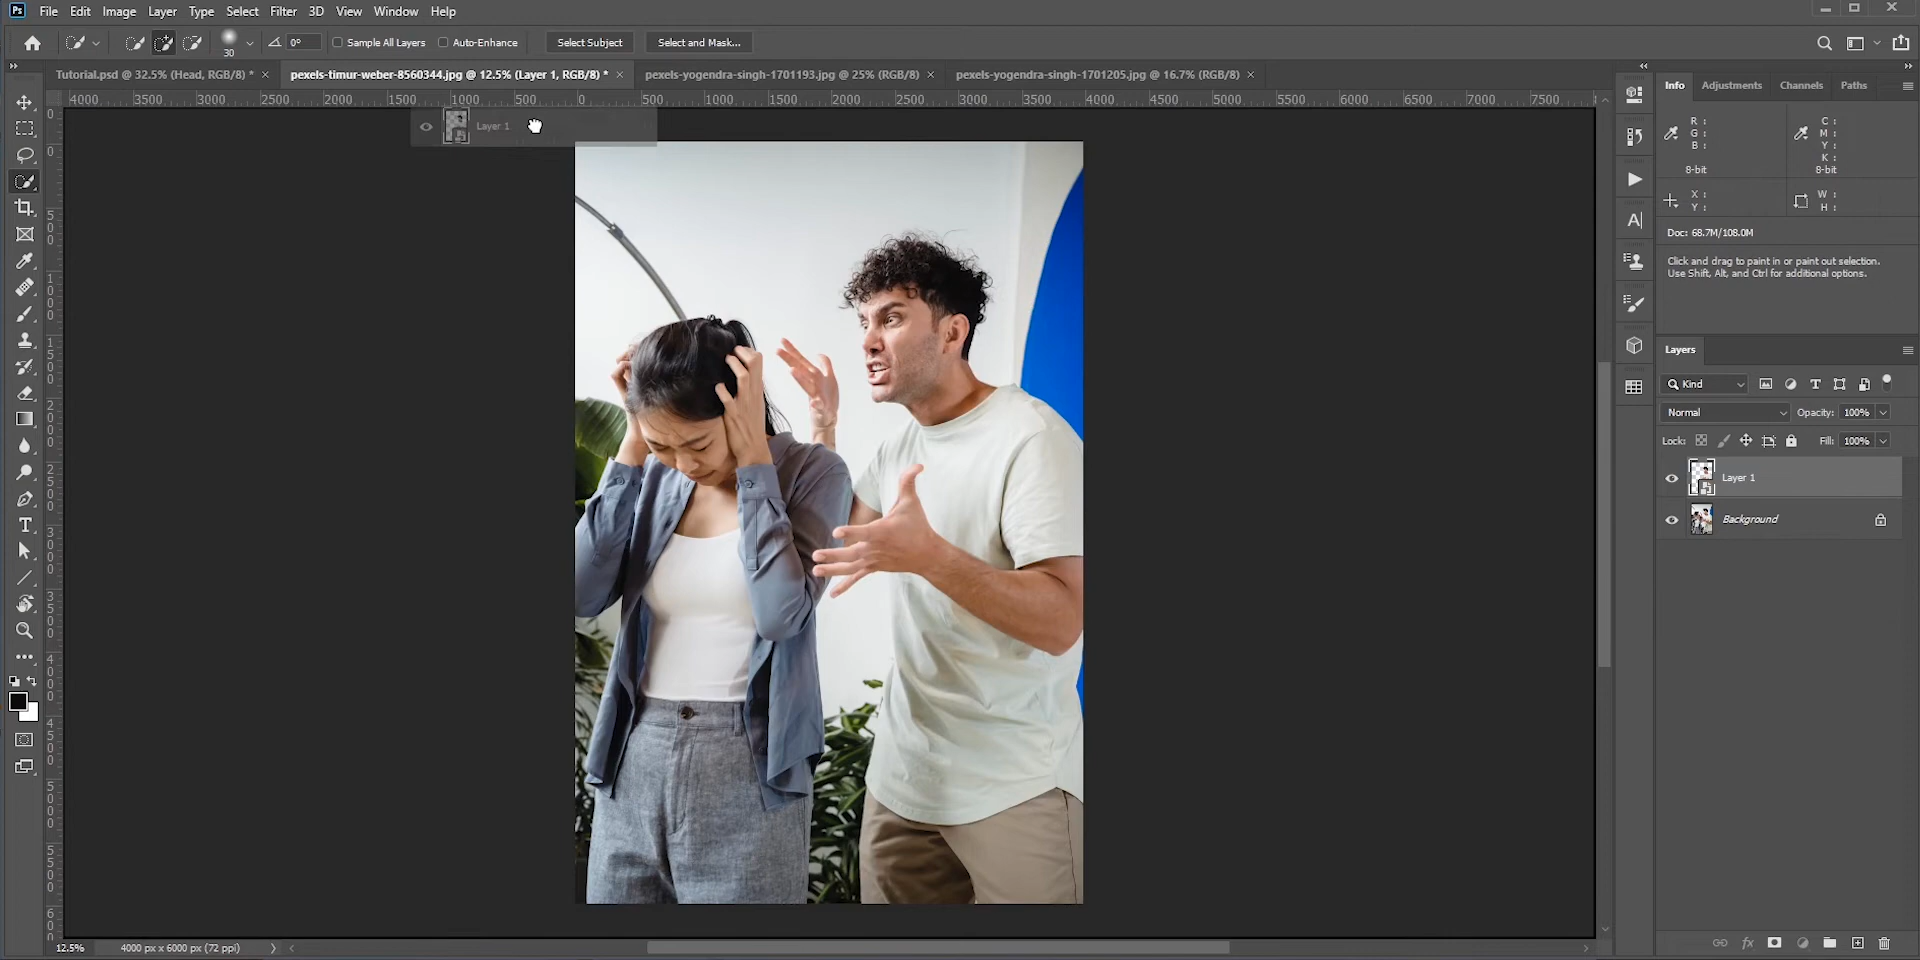 Ps File Edit Image Layer Type Select Filter 3D View Window Help
30 0° Sample All Layers Auto-Enhance Select Subject Select and Mask...
Tutorial.psd @ 32.5% (Head, RGB/8) * × pexels-timur-weber-8560344.jpg @ 12.5% (Layer 1, RGB/8) * × pexels-yogendra-singh-1701193.jpg @ 25% (RGB/8) × pexels-yogendra-singh-1701205.jpg @ 16.7% (RGB/8) ×
4000 3500 3000 2500 2000 1500 1000 500 0 500 1000 1500 2000 2500 3000 3500 4000 4500 5000 5500 6000 6500 7000 7500
Layer 1
Info Adjustments Channels Paths
R : C :
G : M :
B : Y :
K :
8-bit 8-bit
X : W :
Y : H :
Doc: 68.7M/108.0M
Click and drag to paint in or paint out selection.
Use Shift, Alt, and Ctrl for additional options.
Layers
Kind
Normal Opacity: 100%
Lock: Fill: 100%
Layer 1
Background
12.5% 4000 px x 6000 px (72 ppi)